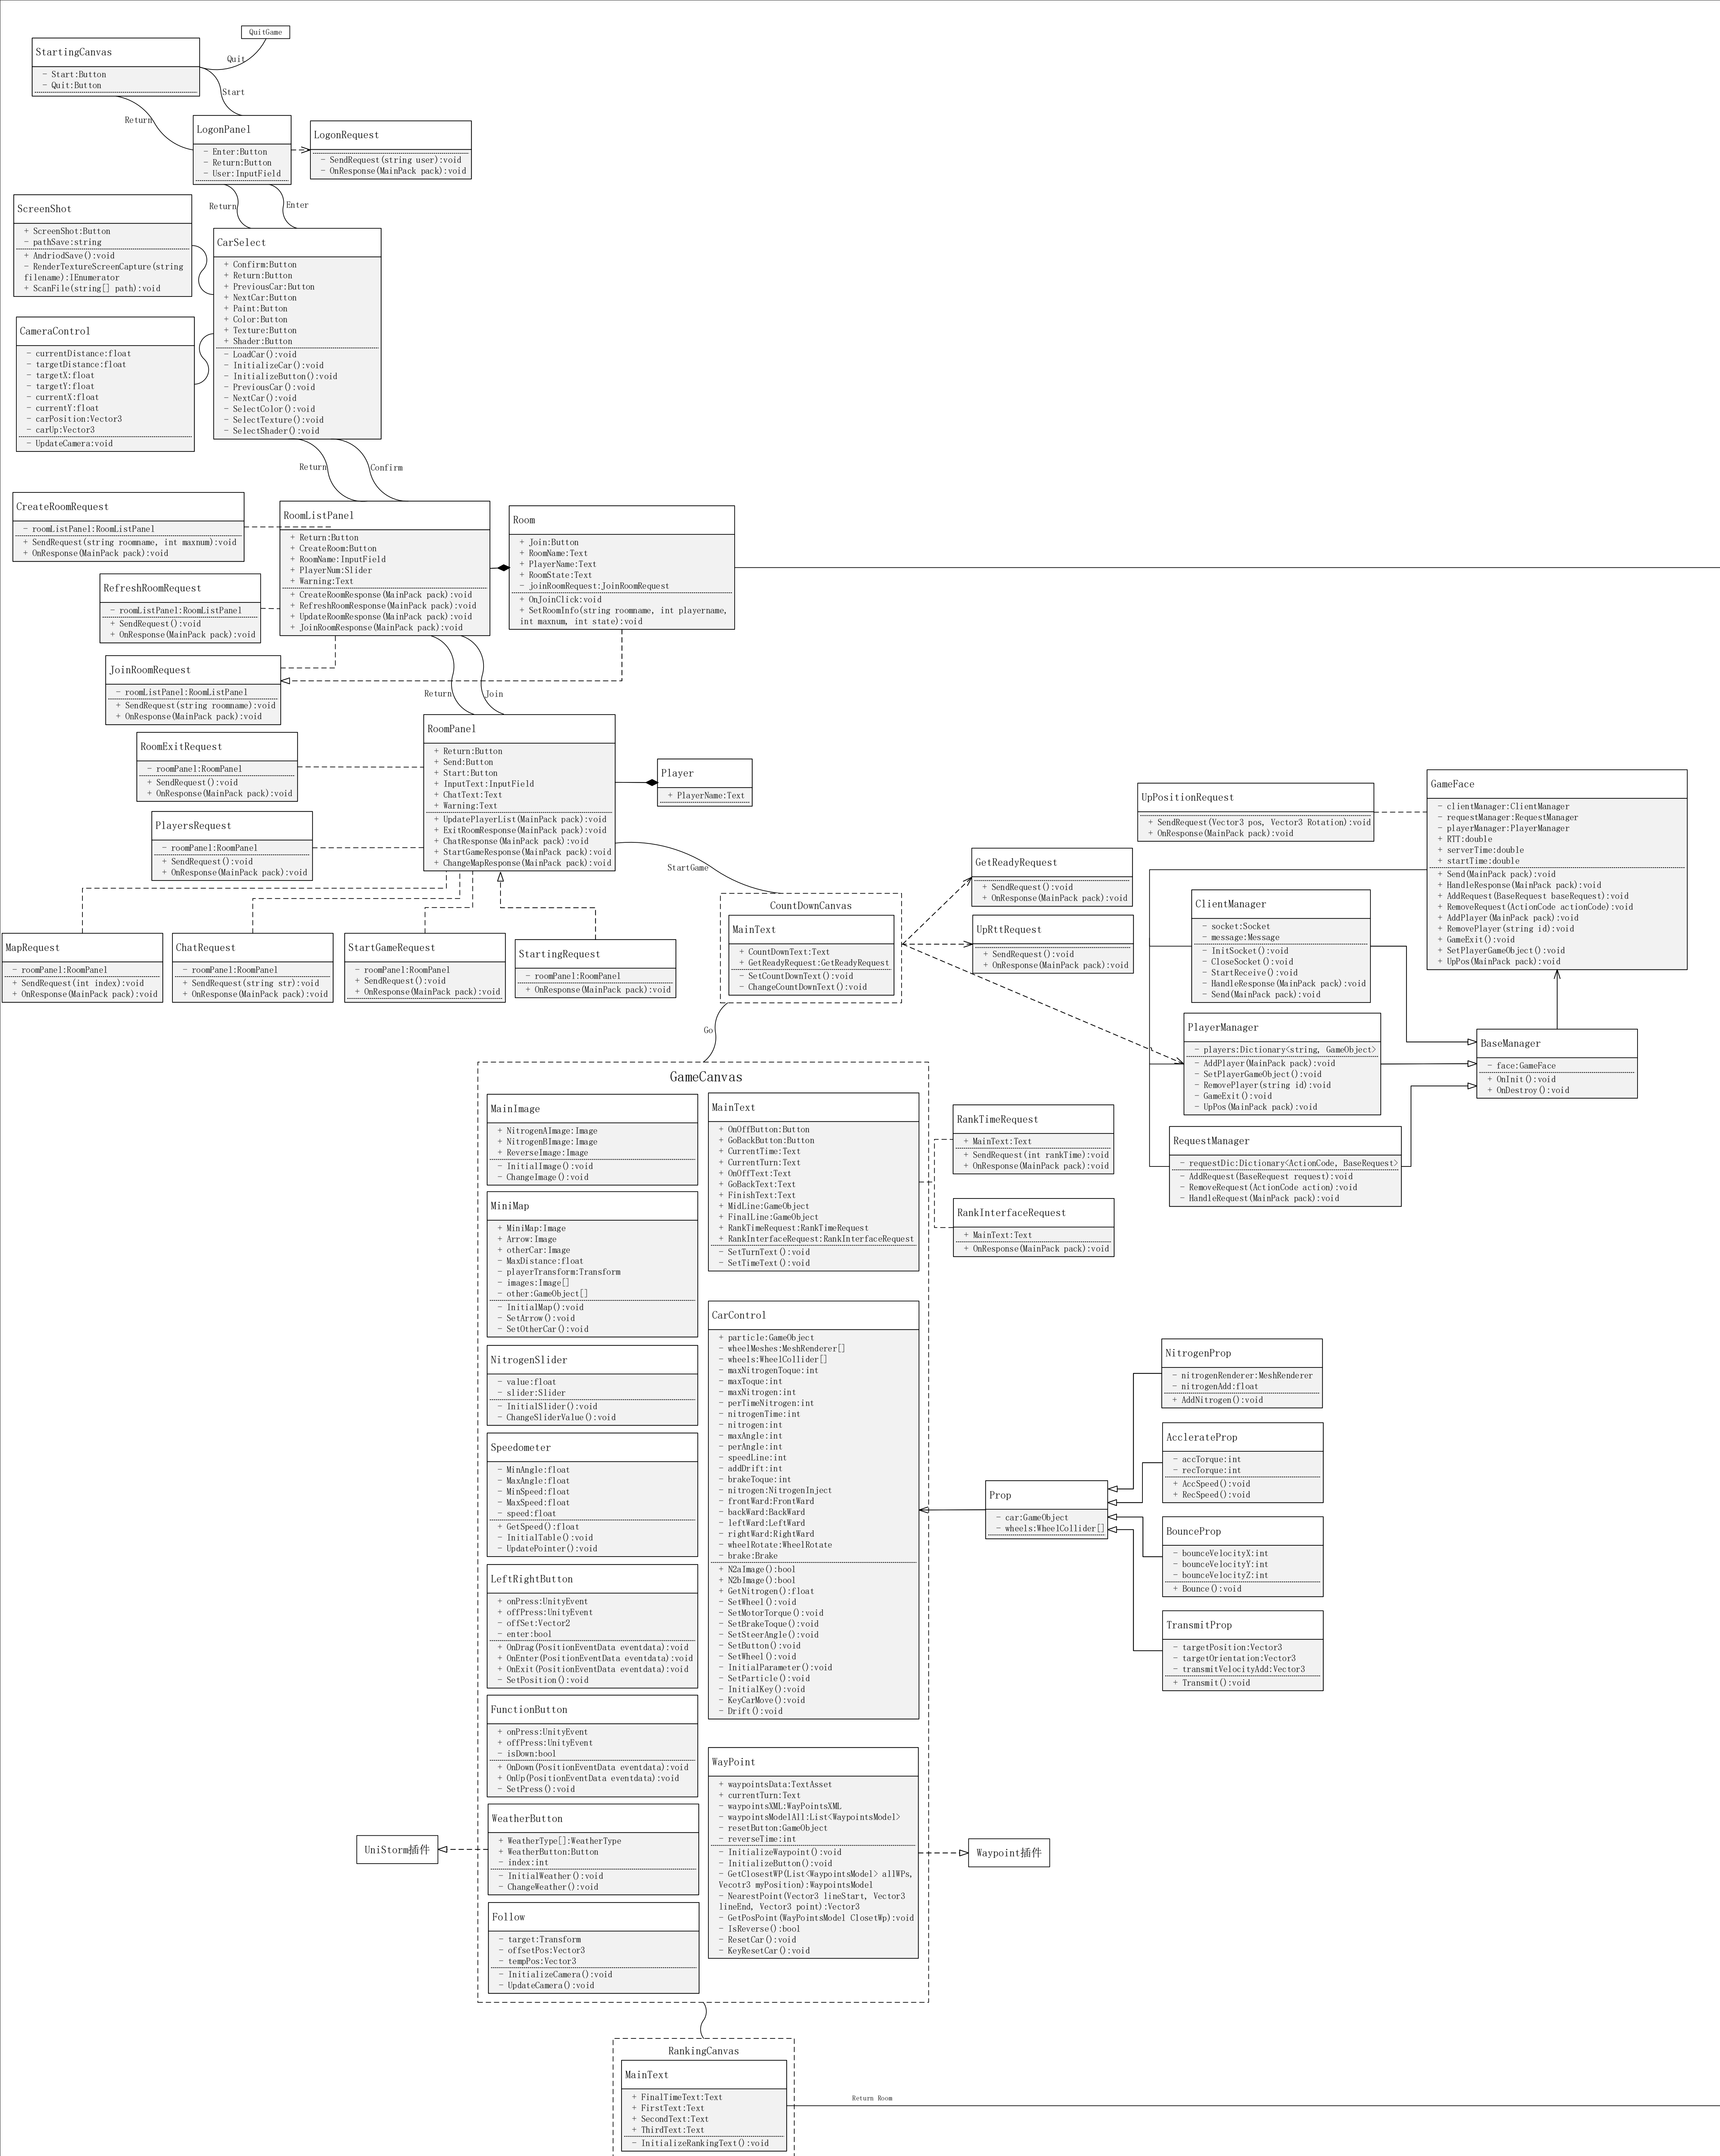 QuitGame
StartingCanvas
- Start:Button
- Quit:Button
Quit
Start
Return
LogonPanel
- Enter:Button
- Return:Button
- User:InputField
LogonRequest
- SendRequest(string user):void
- OnResponse(MainPack pack):void
Return
Enter
ScreenShot
+ ScreenShot:Button
- pathSave:string
+ AndriodSave():void
- RenderTextureScreenCapture(string
filename):IEnumerator
+ ScanFile(string[] path):void
CarSelect
+ Confirm:Button
+ Return:Button
+ PreviousCar:Button
+ NextCar:Button
+ Paint:Button
+ Color:Button
+ Texture:Button
+ Shader:Button
- LoadCar():void
- InitializeCar():void
- InitializeButton():void
- PreviousCar():void
- NextCar():void
- SelectColor():void
- SelectTexture():void
- SelectShader():void
CameraControl
- currentDistance:float
- targetDistance:float
- targetX:float
- targetY:float
- currentX:float
- currentY:float
- carPosition:Vector3
- carUp:Vector3
- UpdateCamera:void
Return
Confirm
CreateRoomRequest
- roomListPanel:RoomListPanel
+ SendRequest(string roomname, int maxnum):void
+ OnResponse(MainPack pack):void
RoomListPanel
+ Return:Button
+ CreateRoom:Button
+ RoomName:InputField
+ PlayerNum:Slider
+ Warning:Text
+ CreateRoomResponse(MainPack pack):void
+ RefreshRoomResponse(MainPack pack):void
+ UpdateRoomResponse(MainPack pack):void
+ JoinRoomResponse(MainPack pack):void
Room
+ Join:Button
+ RoomName:Text
+ PlayerName:Text
+ RoomState:Text
- joinRoomRequest:JoinRoomRequest
+ OnJoinClick:void
+ SetRoomInfo(string roomname, int playername,
int maxnum, int state):void
RefreshRoomRequest
- roomListPanel:RoomListPanel
+ SendRequest():void
+ OnResponse(MainPack pack):void
JoinRoomRequest
- roomListPanel:RoomListPanel
+ SendRequest(string roomname):void
+ OnResponse(MainPack pack):void
Return
Join
RoomPanel
+ Return:Button
+ Send:Button
+ Start:Button
+ InputText:InputField
+ ChatText:Text
+ Warning:Text
+ UpdatePlayerList(MainPack pack):void
+ ExitRoomResponse(MainPack pack):void
+ ChatResponse(MainPack pack):void
+ StartGameResponse(MainPack pack):void
+ ChangeMapResponse(MainPack pack):void
RoomExitRequest
- roomPanel:RoomPanel
+ SendRequest():void
+ OnResponse(MainPack pack):void
Player
+ PlayerName:Text
PlayersRequest
- roomPanel:RoomPanel
+ SendRequest():void
+ OnResponse(MainPack pack):void
StartGame
UpPositionRequest
+ SendRequest(Vector3 pos, Vector3 Rotation):void
+ OnResponse(MainPack pack):void
GameFace
- clientManager:ClientManager
- requestManager:RequestManager
- playerManager:PlayerManager
+ RTT:double
+ serverTime:double
+ startTime:double
+ Send(MainPack pack):void
+ HandleResponse(MainPack pack):void
+ AddRequest(BaseRequest baseRequest):void
+ RemoveRequest(ActionCode actionCode):void
+ AddPlayer(MainPack pack):void
+ RemovePlayer(string id):void
+ GameExit():void
+ SetPlayerGameObject():void
+ UpPos(MainPack pack):void
GetReadyRequest
+ SendRequest():void
+ OnResponse(MainPack pack):void
CountDownCanvas
MainText
+ CountDownText:Text
+ GetReadyRequest:GetReadyRequest
- SetCountDownText():void
- ChangeCountDownText():void
UpRttRequest
+ SendRequest():void
+ OnResponse(MainPack pack):void
ClientManager
- socket:Socket
- message:Message
- InitSocket():void
- CloseSocket():void
- StartReceive():void
- HandleResponse(MainPack pack):void
- Send(MainPack pack):void
MapRequest
- roomPanel:RoomPanel
+ SendRequest(int index):void
+ OnResponse(MainPack pack):void
ChatRequest
- roomPanel:RoomPanel
+ SendRequest(string str):void
+ OnResponse(MainPack pack):void
StartGameRequest
- roomPanel:RoomPanel
+ SendRequest():void
+ OnResponse(MainPack pack):void
StartingRequest
- roomPanel:RoomPanel
+ OnResponse(MainPack pack):void
Go
PlayerManager
- players:Dictionary<string, GameObject>
- AddPlayer(MainPack pack):void
- SetPlayerGameObject():void
- RemovePlayer(string id):void
- GameExit():void
- UpPos(MainPack pack):void
BaseManager
- face:GameFace
+ OnInit():void
+ OnDestroy():void
RequestManager
- requestDic:Dictionary<ActionCode, BaseRequest>
- AddRequest(BaseRequest request):void
- RemoveRequest(ActionCode action):void
- HandleRequest(MainPack pack):void
GameCanvas
MainImage
+ NitrogenAImage:Image
+ NitrogenBImage:Image
+ ReverseImage:Image
- InitialImage():void
- ChangeImage():void
MainText
+ OnOffButton:Button
+ GoBackButton:Button
+ CurrentTime:Text
+ CurrentTurn:Text
+ OnOffText:Text
+ GoBackText:Text
+ FinishText:Text
+ MidLine:GameObject
+ FinalLine:GameObject
+ RankTimeRequest:RankTimeRequest
+ RankInterfaceRequest:RankInterfaceRequest
- SetTurnText():void
- SetTimeText():void
RankTimeRequest
+ MainText:Text
+ SendRequest(int rankTime):void
+ OnResponse(MainPack pack):void
RankInterfaceRequest
+ MainText:Text
+ OnResponse(MainPack pack):void
MiniMap
+ MiniMap:Image
+ Arrow:Image
+ otherCar:Image
- MaxDistance:float
- playerTransform:Transform
- images:Image[]
- other:GameObject[]
- InitialMap():void
- SetArrow():void
- SetOtherCar():void
NitrogenSlider
- value:float
- slider:Slider
- InitialSlider():void
- ChangeSliderValue():void
Speedometer
- MinAngle:float
- MaxAngle:float
- MinSpeed:float
- MaxSpeed:float
- speed:float
+ GetSpeed():float
- InitialTable():void
- UpdatePointer():void
LeftRightButton
+ onPress:UnityEvent
+ offPress:UnityEvent
- offSet:Vector2
- enter:bool
+ OnDrag(PositionEventData eventdata):void
+ OnEnter(PositionEventData eventdata):void
+ OnExit(PositionEventData eventdata):void
- SetPosition():void
FunctionButton
+ onPress:UnityEvent
+ offPress:UnityEvent
- isDown:bool
+ OnDown(PositionEventData eventdata):void
+ OnUp(PositionEventData eventdata):void
- SetPress():void
WeatherButton
+ WeatherType[]:WeatherType
+ WeatherButton:Button
- index:int
- InitialWeather():void
- ChangeWeather():void
UniStorm插件
Follow
- target:Transform
- offsetPos:Vector3
- tempPos:Vector3
- InitializeCamera():void
- UpdateCamera():void
CarControl
+ particle:GameObject
- wheelMeshes:MeshRenderer[]
- wheels:WheelCollider[]
- maxNitrogenToque:int
- maxToque:int
- maxNitrogen:int
- perTimeNitrogen:int
- nitrogenTime:int
- nitrogen:int
- maxAngle:int
- perAngle:int
- speedLine:int
- addDrift:int
- brakeToque:int
- nitrogen:NitrogenInject
- frontWard:FrontWard
- backWard:BackWard
- leftWard:LeftWard
- rightWard:RightWard
- wheelRotate:WheelRotate
- brake:Brake
+ N2aImage():bool
+ N2bImage():bool
+ GetNitrogen():float
- SetWheel():void
- SetMotorTorque():void
- SetBrakeToque():void
- SetSteerAngle():void
- SetButton():void
- SetWheel():void
- InitialParameter():void
- SetParticle():void
- InitialKey():void
- KeyCarMove():void
- Drift():void
WayPoint
+ waypointsData:TextAsset
+ currentTurn:Text
- waypointsXML:WayPointsXML
- waypointsModelAll:List<WaypointsModel>
- resetButton:GameObject
- reverseTime:int
- InitializeWaypoint():void
- InitializeButton():void
- GetClosestWP(List<WaypointsModel> allWPs,
Vecotr3 myPosition):WaypointsModel
- NearestPoint(Vector3 lineStart, Vector3
lineEnd, Vector3 point):Vector3
- GetPosPoint(WayPointsModel ClosetWp):void
- IsReverse():bool
- ResetCar():void
- KeyResetCar():void
Waypoint插件
Prop
- car:GameObject
- wheels:WheelCollider[]
NitrogenProp
- nitrogenRenderer:MeshRenderer
- nitrogenAdd:float
+ AddNitrogen():void
AcclerateProp
- accTorque:int
- recTorque:int
+ AccSpeed():void
+ RecSpeed():void
BounceProp
- bounceVelocityX:int
- bounceVelocityY:int
- bounceVelocityZ:int
+ Bounce():void
TransmitProp
- targetPosition:Vector3
- targetOrientation:Vector3
- transmitVelocityAdd:Vector3
+ Transmit():void
RankingCanvas
MainText
+ FinalTimeText:Text
+ FirstText:Text
+ SecondText:Text
+ ThirdText:Text
- InitializeRankingText():void
Return Room